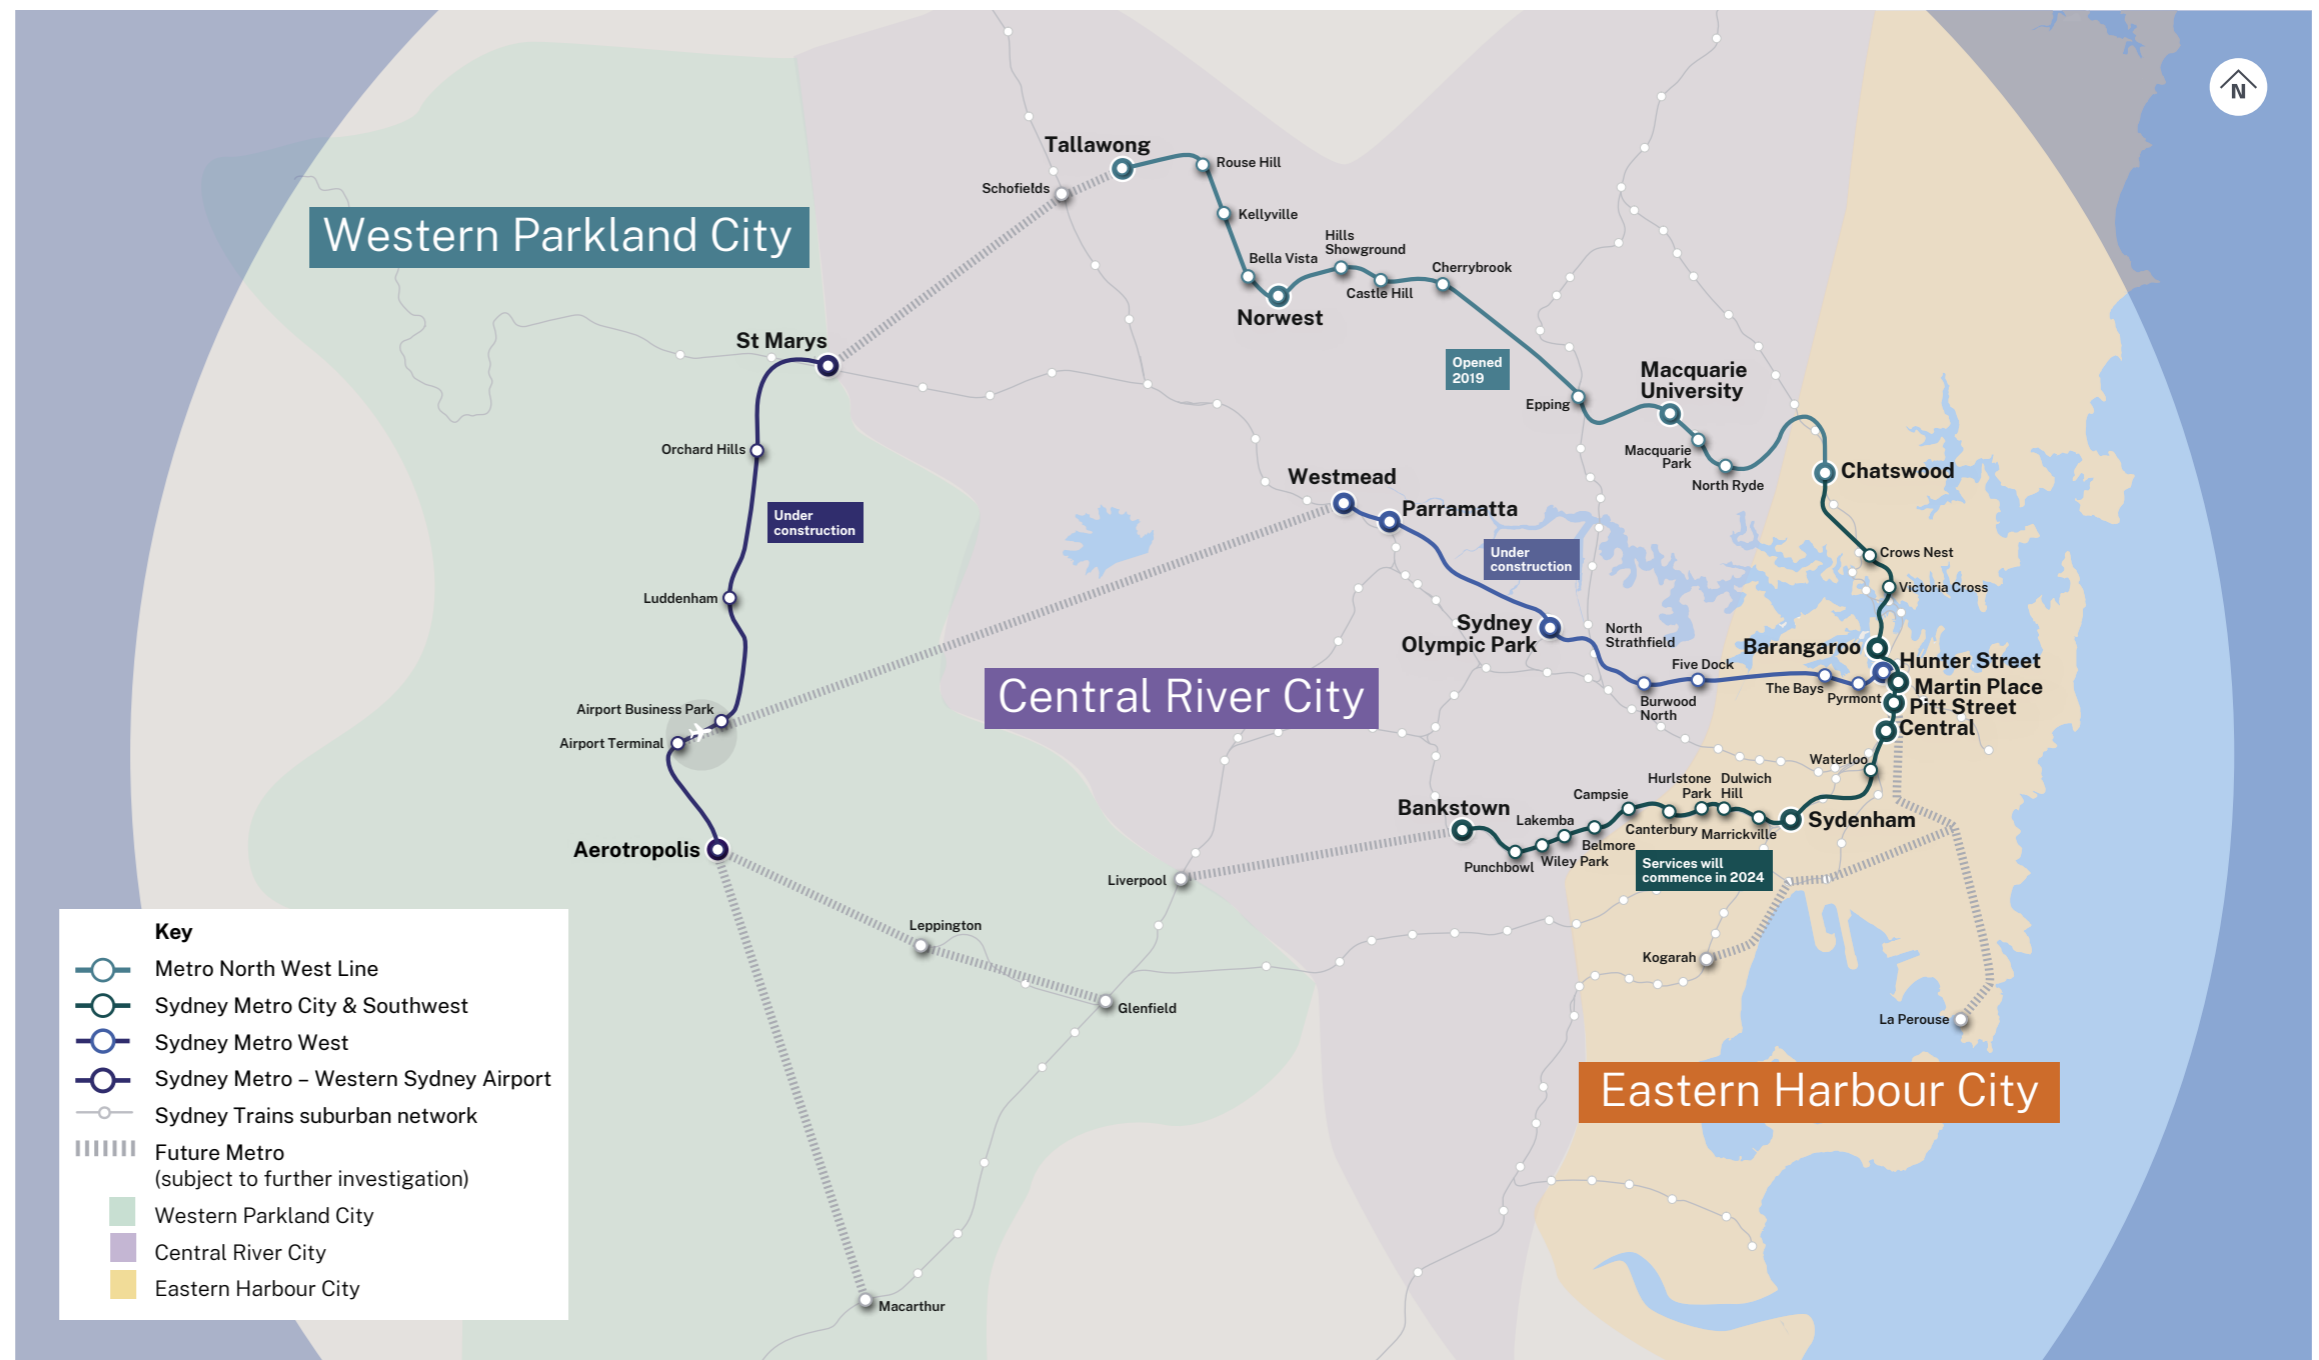 N
Tallawong
Rouse Hill
Schofields
Kellyville
Western Parkland City
Hills
Showground
Bella Vista
Cherrybrook
Castle Hill
Norwest
St Marys
Opened
2019
Macquarie
University
Epping
Orchard Hills
Macquarie
Park
North Ryde
Chatswood
Westmead
Parramatta
Under
construction
Under
construction
Crows Nest
Victoria Cross
Luddenham
Sydney
Olympic Park
North
Strathfield
Barangaroo
Hunter Street
Five Dock
The Bays
Pyrmont
Martin Place
Burwood
North
Pitt Street
Central
Central River City
Airport Business Park
Airport Terminal
Waterloo
Hurlstone
Park
Dulwich
Hill
Campsie
Bankstown
Lakemba
Canterbury
Marrickville
Sydenham
Belmore
Wiley Park
Punchbowl
Services will
commence in 2024
Aerotropolis
Liverpool
Leppington
Kogarah
Glenfield
La Perouse
Eastern Harbour City
Macarthur
Key
Metro North West Line
Sydney Metro City & Southwest
Sydney Metro West
Sydney Metro – Western Sydney Airport
Sydney Trains suburban network
Future Metro
(subject to further investigation)
Western Parkland City
Central River City
Eastern Harbour City